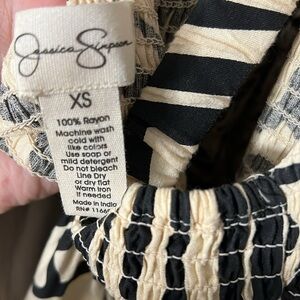 Jessica Simpson
XS
100% Rayon
Machine wash
cold with
like colors
Use soap or
mild detergent
Do not bleach
Line Dry
or dry flat
Warm Iron
if needed
Made in India
RN#